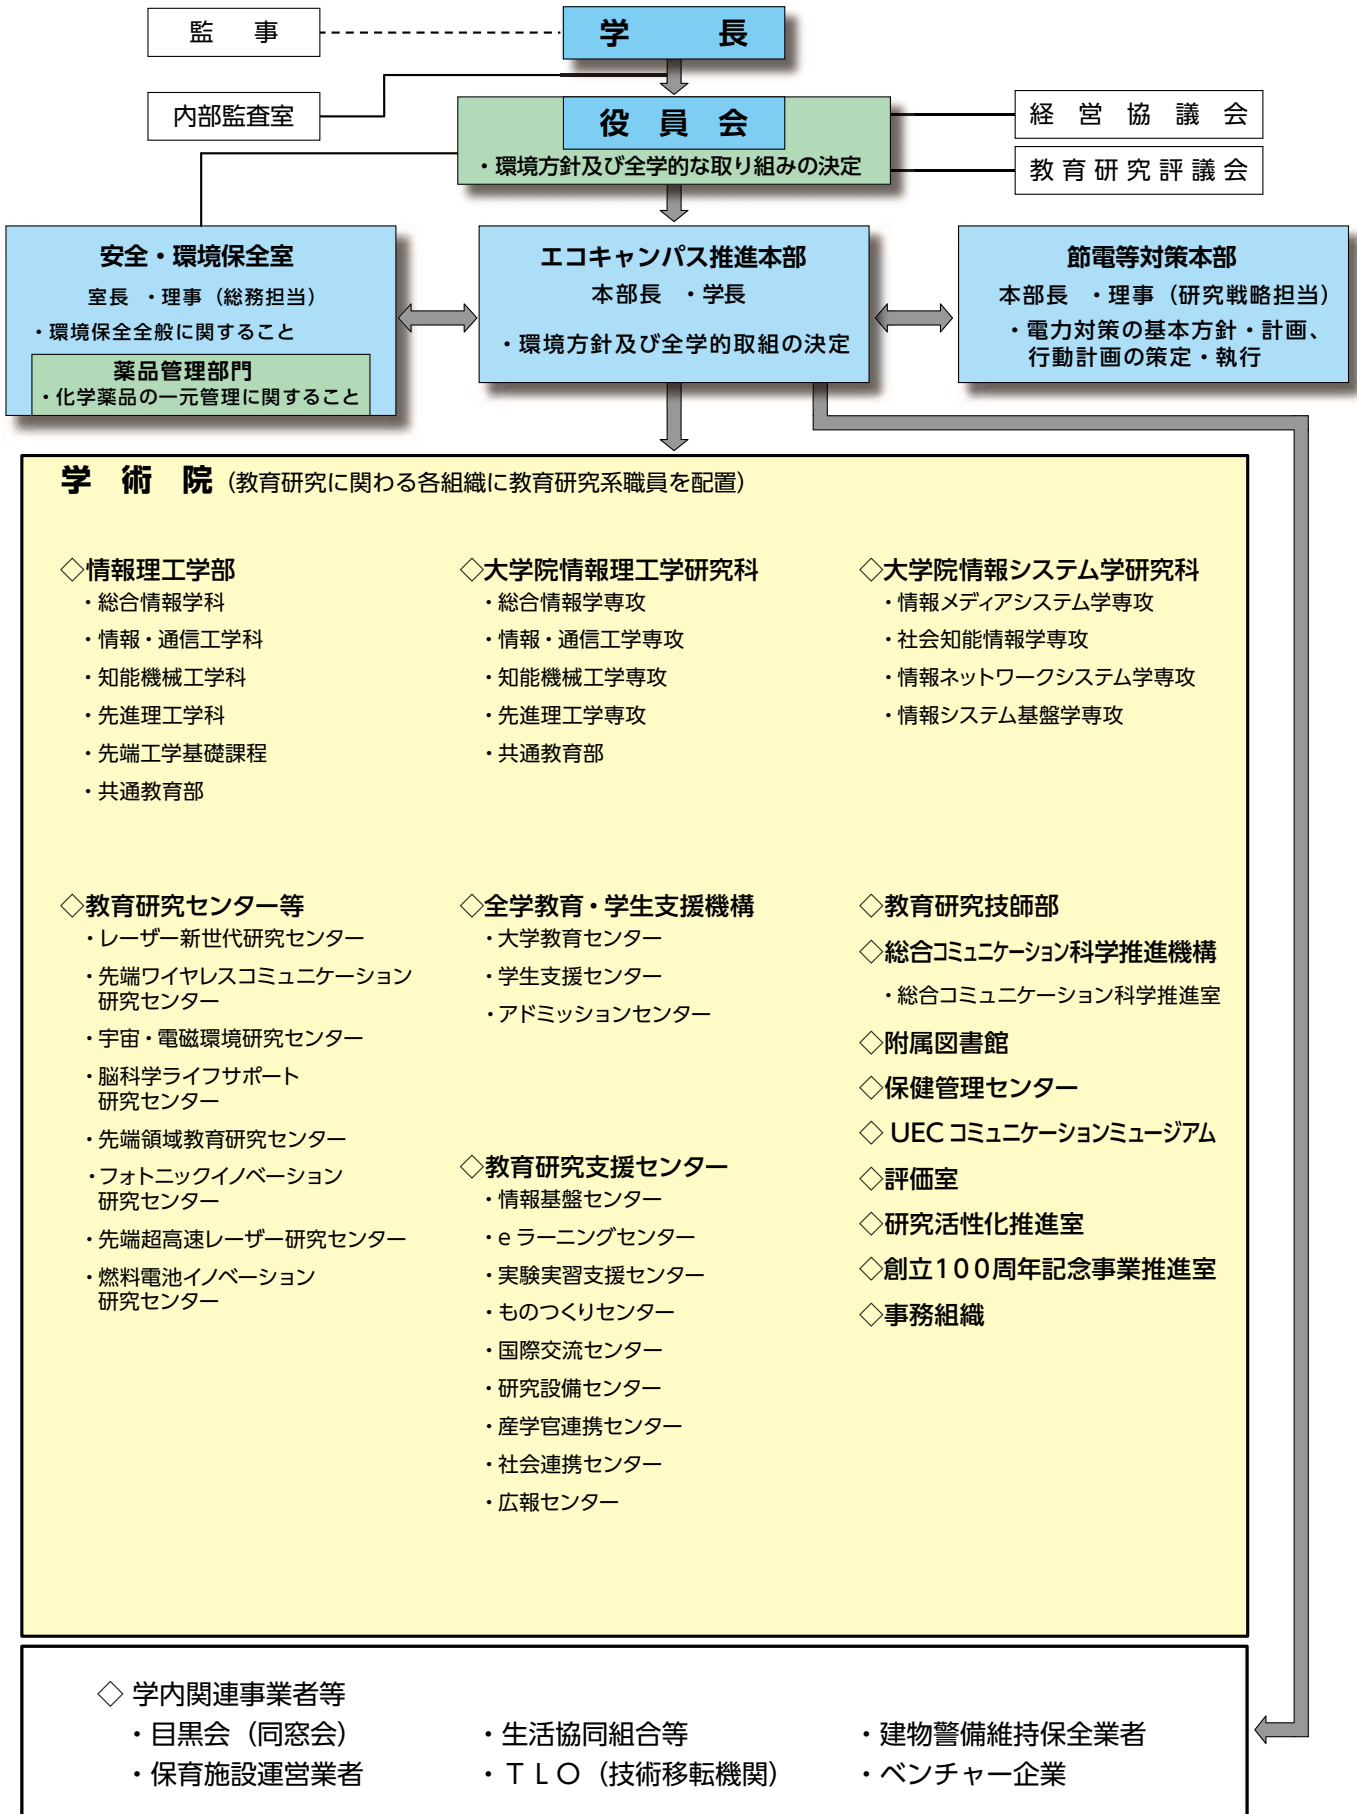 監 事
学 長
内部監査室
役 員 会
・環境方針及び全学的な取り組みの決定
経 営 協 議 会
教育研究評議会
安全・環境保全室
室長 ・理事（総務担当）
・環境保全全般に関すること
薬品管理部門
・化学薬品の一元管理に関すること
エコキャンパス推進本部
本部長 ・学長
・環境方針及び全学的取組の決定
節電等対策本部
本部長 ・理事（研究戦略担当）
・電力対策の基本方針・計画、
行動計画の策定・執行
学 術 院（教育研究に関わる各組織に教育研究系職員を配置）
◇情報理工学部
・総合情報学科
・情報・通信工学科
・知能機械工学科
・先進理工学科
・先端工学基礎課程
・共通教育部
◇大学院情報理工学研究科
・総合情報学専攻
・情報・通信工学専攻
・知能機械工学専攻
・先進理工学専攻
・共通教育部
◇大学院情報システム学研究科
・情報メディアシステム学専攻
・社会知能情報学専攻
・情報ネットワークシステム学専攻
・情報システム基盤学専攻
◇教育研究センター等
・レーザー新世代研究センター
・先端ワイヤレスコミュニケーション
研究センター
・宇宙・電磁環境研究センター
・脳科学ライフサポート
研究センター
・先端領域教育研究センター
・フォトニックイノベーション
研究センター
・先端超高速レーザー研究センター
・燃料電池イノベーション
研究センター
◇全学教育・学生支援機構
・大学教育センター
・学生支援センター
・アドミッションセンター
◇教育研究支援センター
・情報基盤センター
・e ラーニングセンター
・実験実習支援センター
・ものつくりセンター
・国際交流センター
・研究設備センター
・産学官連携センター
・社会連携センター
・広報センター
◇教育研究技師部
◇総合コミュニケーション科学推進機構
・総合コミュニケーション科学推進室
◇附属図書館
◇保健管理センター
◇ UEC コミュニケーションミュージアム
◇評価室
◇研究活性化推進室
◇創立１００周年記念事業推進室
◇事務組織
◇ 学内関連事業者等
・目黒会（同窓会）
・生活協同組合等
・建物警備維持保全業者
・保育施設運営業者
・ＴＬＯ（技術移転機関）
・ベンチャー企業